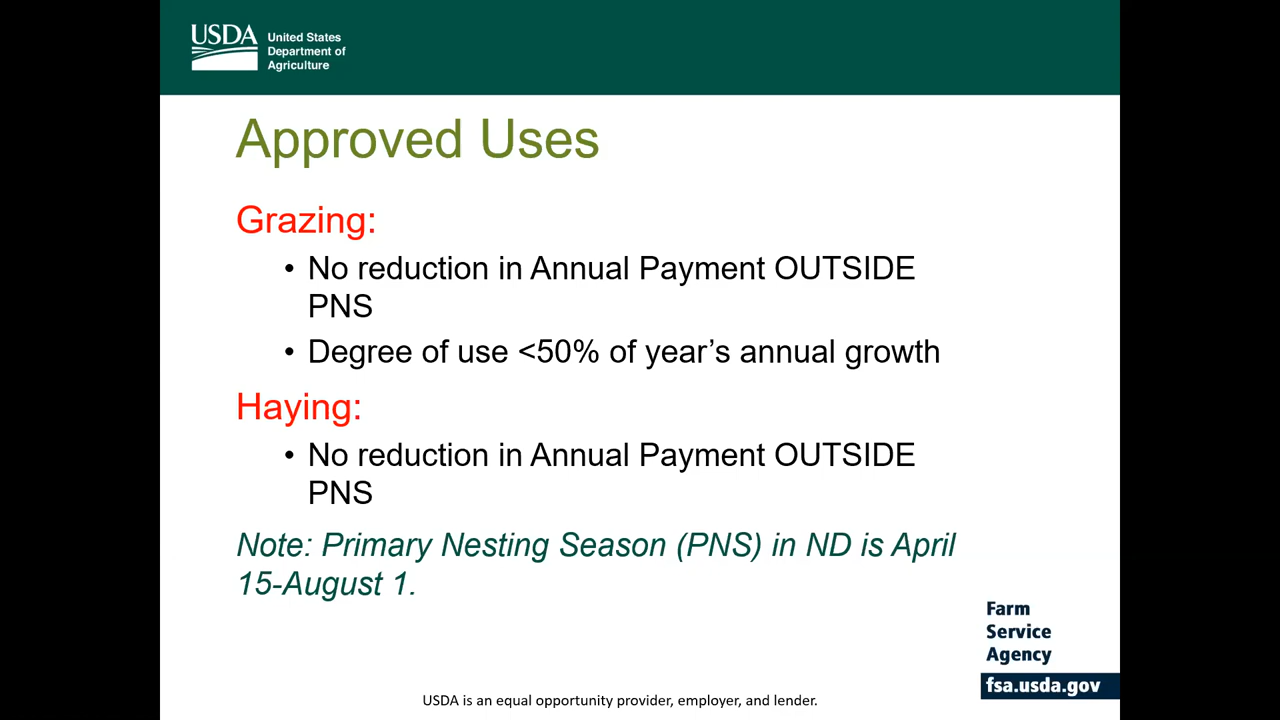 USDA
United States
Department of
Agriculture
Approved Uses
Grazing:
• No reduction in Annual Payment OUTSIDE
PNS
• Degree of use <50% of year’s annual growth
Haying:
• No reduction in Annual Payment OUTSIDE
PNS
Note: Primary Nesting Season (PNS) in ND is April
15-August 1.
Farm
Service
Agency
fsa.usda.gov
USDA is an equal opportunity provider, employer, and lender.